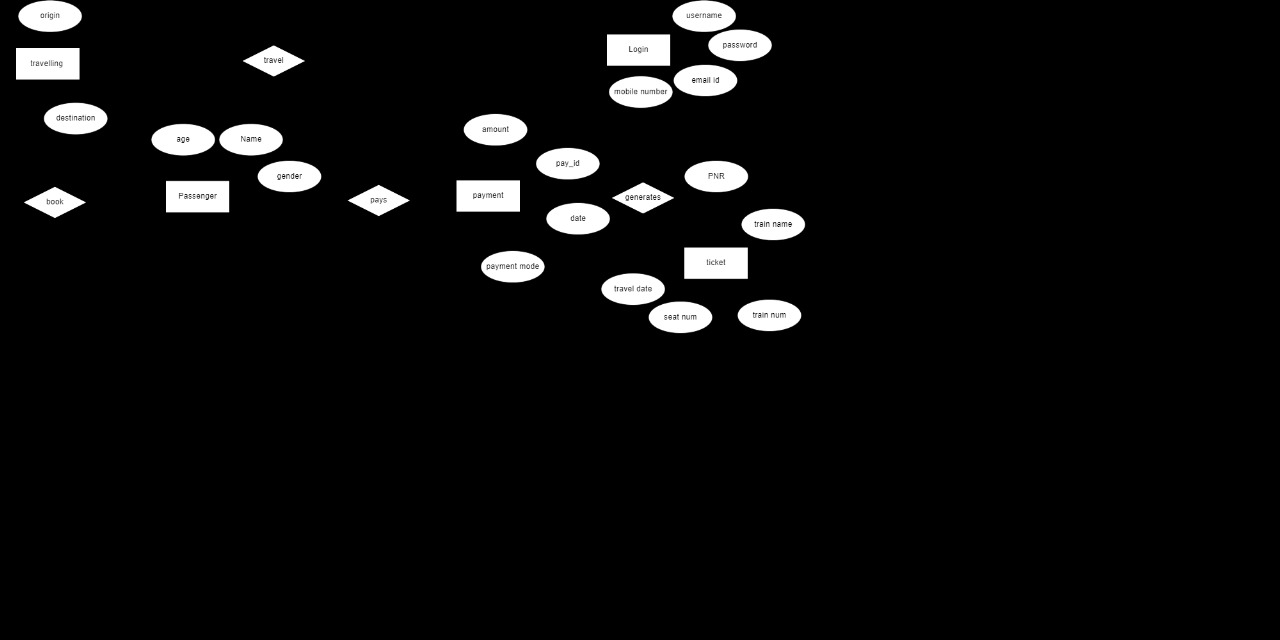 origin
username
password
Login
travelling
travel
email id
mobile number
destination
amount
age
Name
pay_id
gender
PNR
Passenger
payment
generates
book
pays
date
train name
ticket
payment mode
travel date
seat num
train num